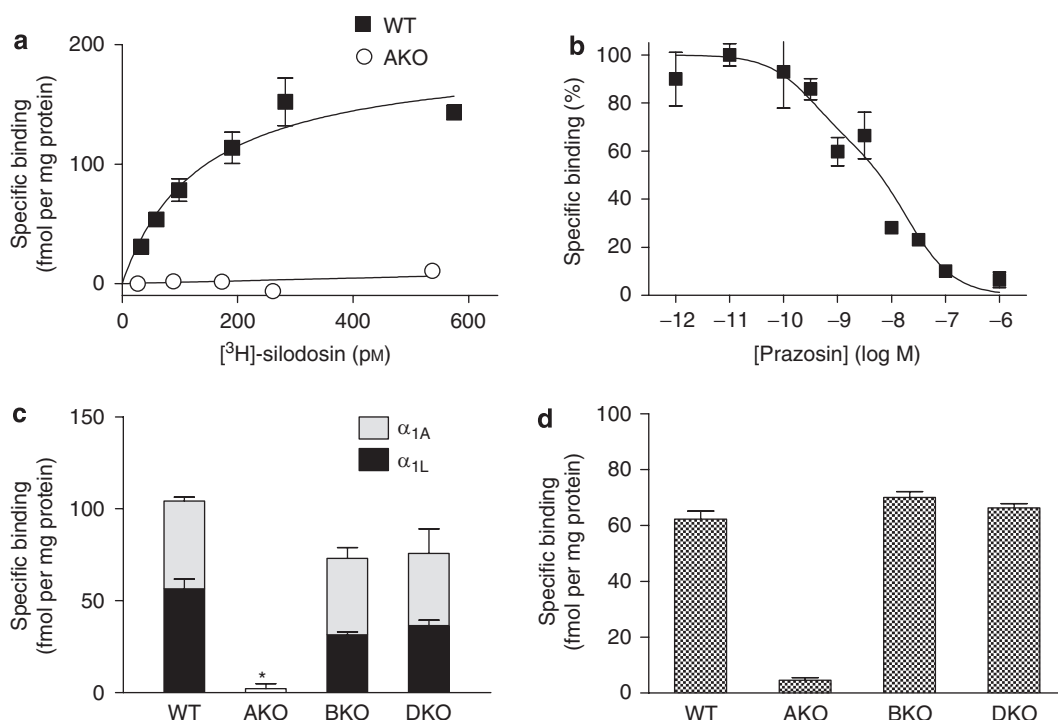 a
WT
AKO
200
100
0
Specific binding
(fmol per mg protein)
0 200 400 600
[³H]-silodosin (pM)
b
100
80
60
40
20
0
Specific binding (%)
−12 −11 −10 −9 −8 −7 −6
[Prazosin] (log M)
c
α1A
α1L
150
100
50
0
Specific binding
(fmol per mg protein)
*
WT AKO BKO DKO
d
100
80
60
40
20
0
Specific binding
(fmol per mg protein)
WT AKO BKO DKO